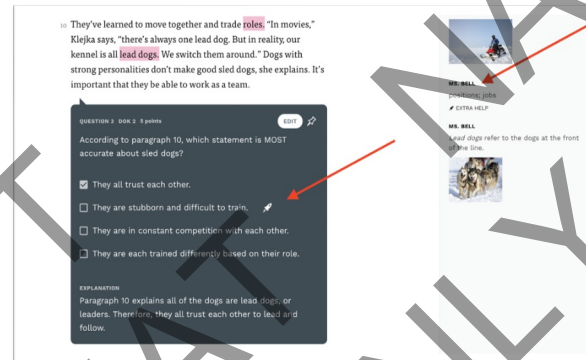 10 They've learned to move together and trade roles. "In movies,"
Klejka says, "there's always one lead dog. But in reality, our
kennel is all lead dogs. We switch them around." Dogs with
strong personalities don't make good sled dogs, she explains. It's
important that they be able to work as a team.
QUESTION 3 DOK 2 5 points
EDIT
According to paragraph 10, which statement is MOST
accurate about sled dogs?
They all trust each other.
They are stubborn and difficult to train.
They are in constant competition with each other.
They are each trained differently based on their role.
EXPLANATION
Paragraph 10 explains all of the dogs are lead dogs, or
leaders. Therefore, they all trust each other to lead and
follow.
MS. BELL
positions; jobs
EXTRA HELP
MS. BELL
Lead dogs refer to the dogs at the front
of the line.